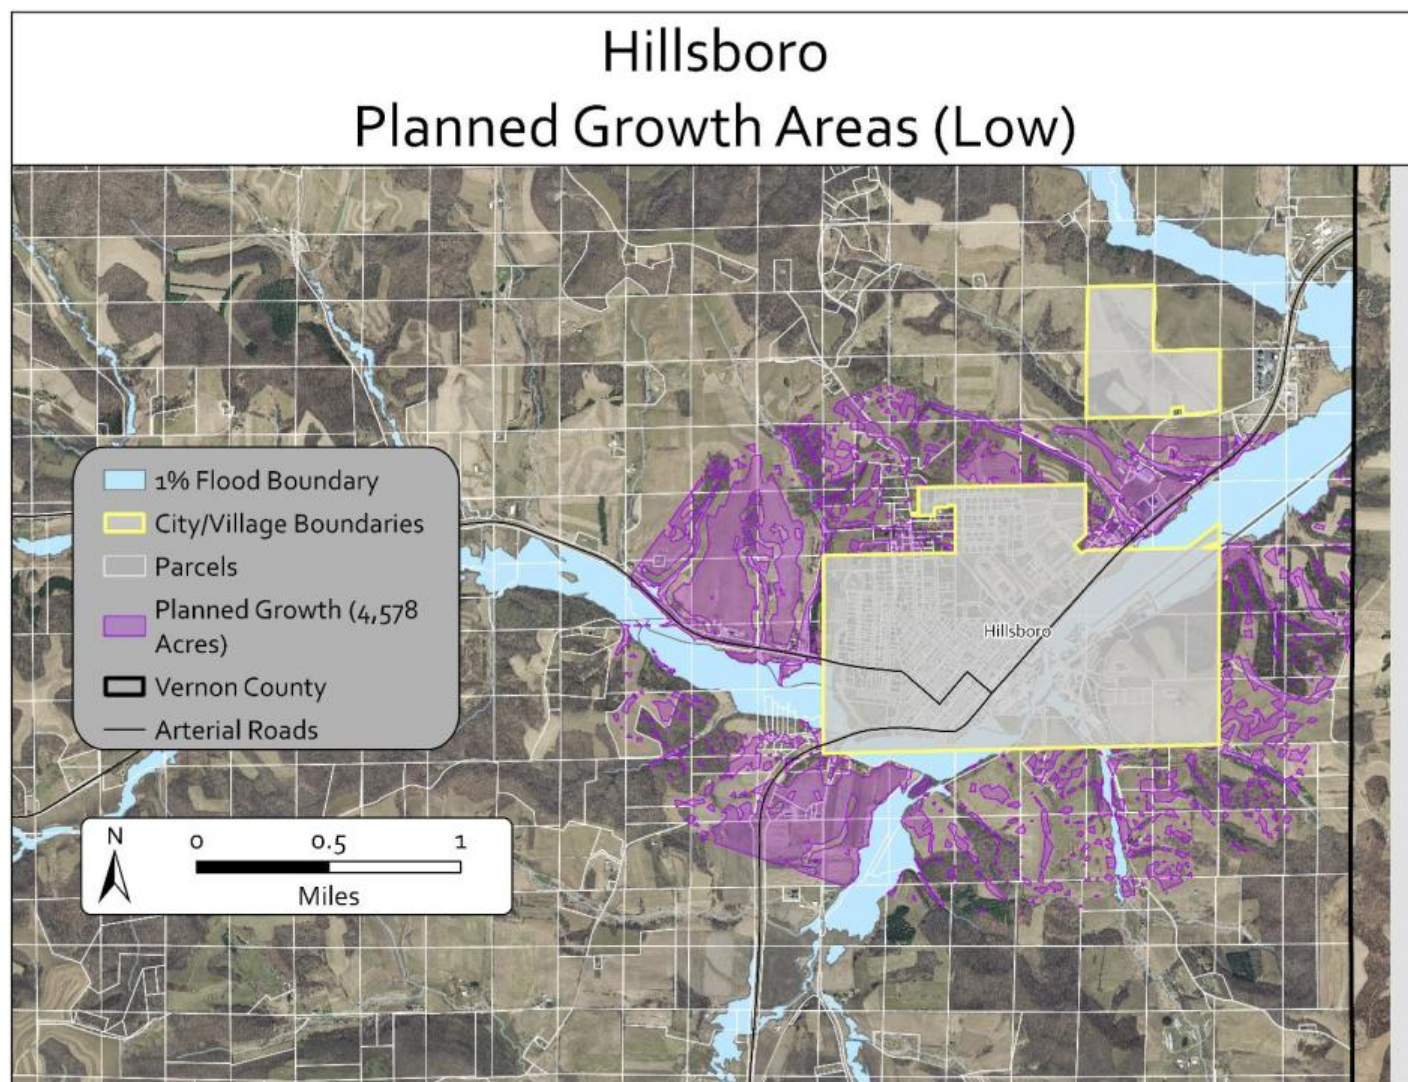 Hillsboro
Planned Growth Areas (Low)
1% Flood Boundary
City/Village Boundaries
Parcels
Planned Growth (4,578
Acres)
Vernon County
Arterial Roads
Hillsboro
N
0 0.5 1
Miles